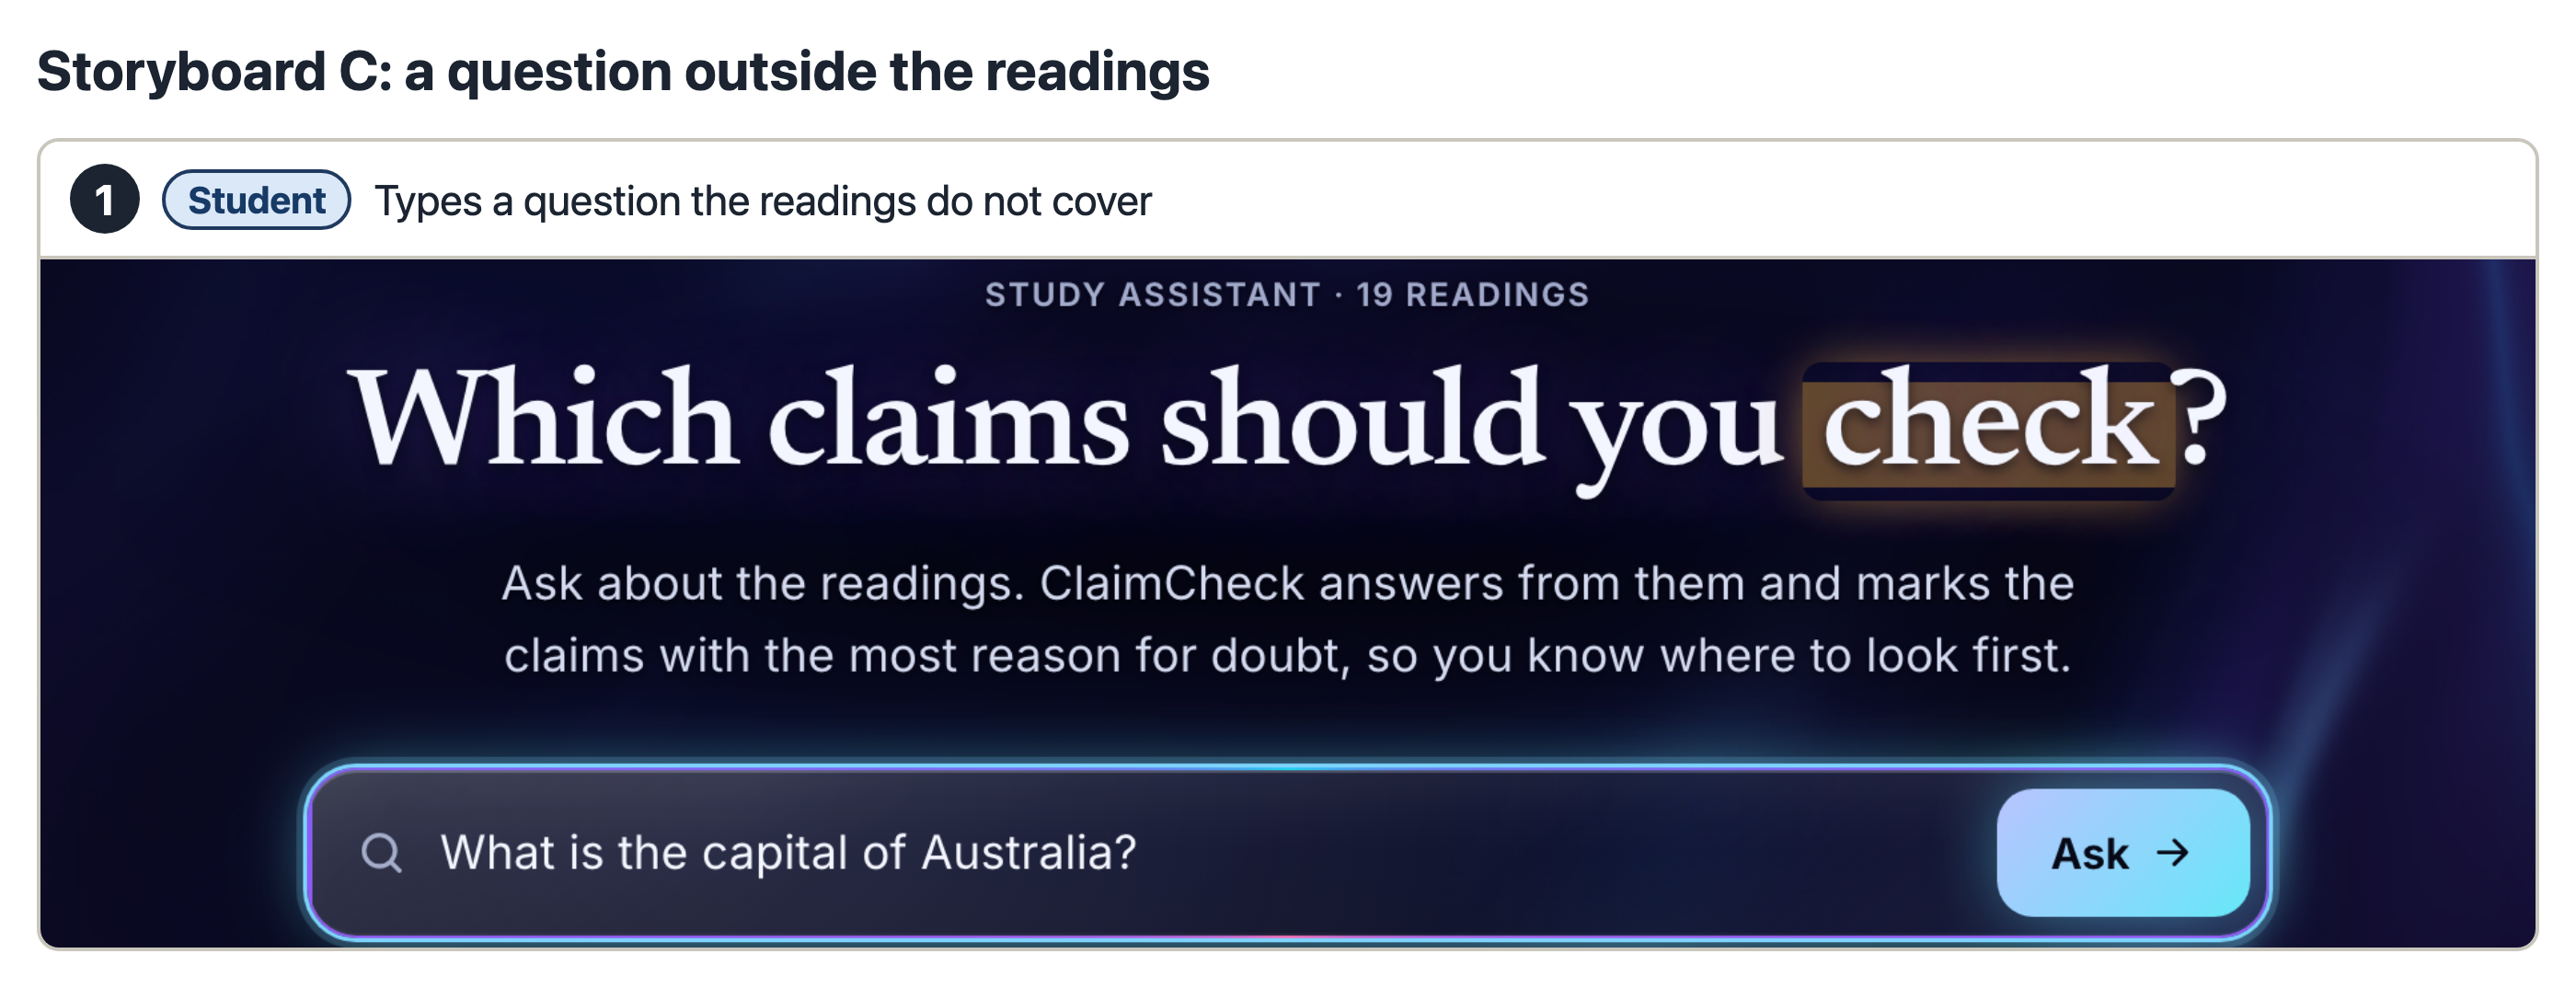 Storyboard C: a question outside the readings
1 Student Types a question the readings do not cover
STUDY ASSISTANT · 19 READINGS
Which claims should you check?
Ask about the readings. ClaimCheck answers from them and marks the
claims with the most reason for doubt, so you know where to look first.
What is the capital of Australia? Ask →